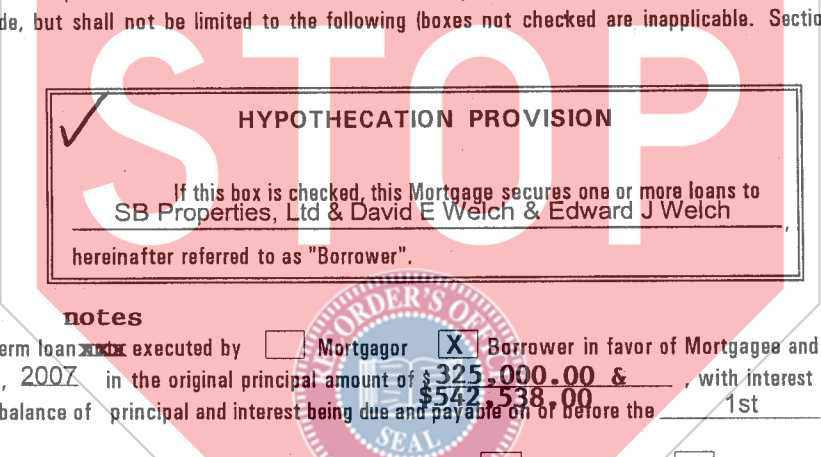 de, but shall not be limited to the following (boxes not checked are inapplicable. Sectio
STOP
HYPOTHECATION PROVISION
If this box is checked, this Mortgage secures one or more loans to
SB Properties, Ltd & David E Welch & Edward J Welch ,
hereinafter referred to as "Borrower".
notes
erm loan executed by Mortgagor X Borrower in favor of Mortgagee and
, 2007 in the original principal amount of $325,000.00 & , with interest
$542,538.00
balance of principal and interest being due and payable on or before the 1st
RECORDER'S OF
SEAL